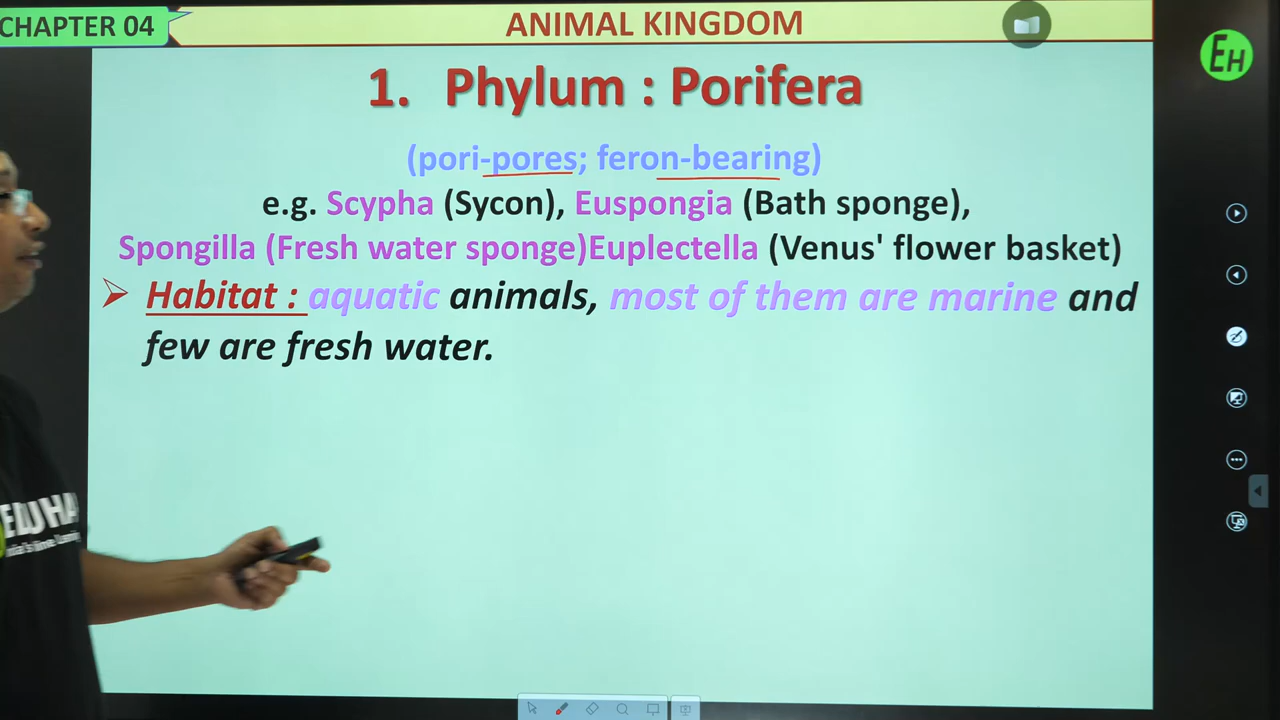 CHAPTER 04
ANIMAL KINGDOM
EH
1. Phylum : Porifera
(pori-pores; feron-bearing)
e.g. Scypha (Sycon), Euspongia (Bath sponge),
Spongilla (Fresh water sponge)Euplectella (Venus' flower basket)
➢ Habitat : aquatic animals, most of them are marine and
few are fresh water.